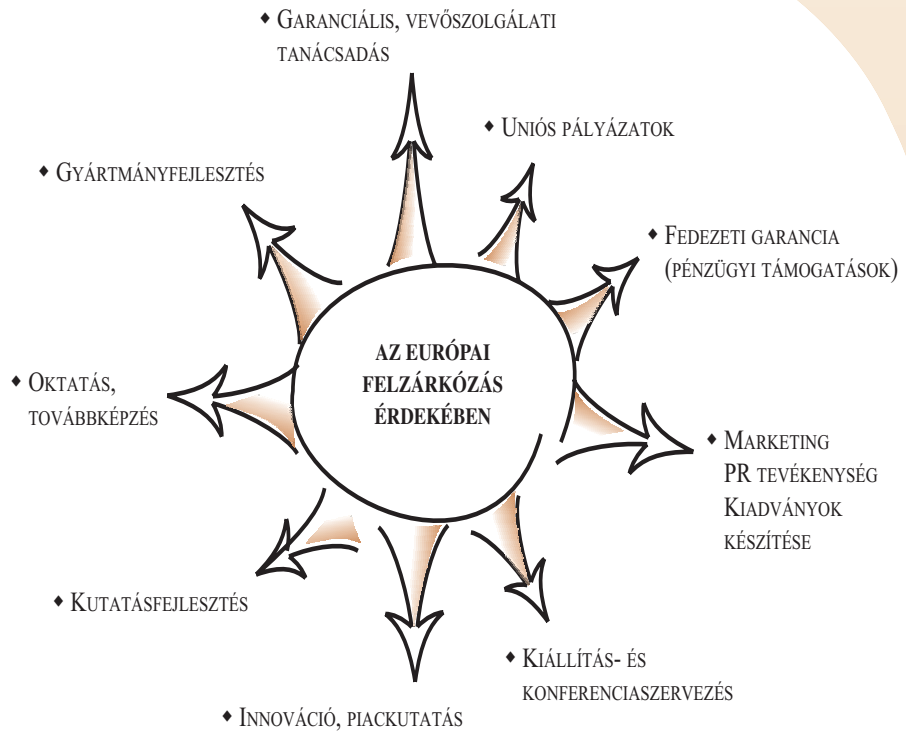 ♦ Garanciális, vevőszolgálati
tanácsadás
♦ Uniós pályázatok
♦ Gyártmányfejlesztés
♦ Fedezeti garancia
(pénzügyi támogatások)
AZ EURÓPAI
FELZÁRKÓZÁS
ÉRDEKÉBEN
♦ Oktatás,
továbbképzés
♦ Marketing
PR tevékenység
Kiadványok
készítése
♦ Kutatásfejlesztés
♦ Kiállítás- és
konferenciaszervezés
♦ Innováció, piackutatás